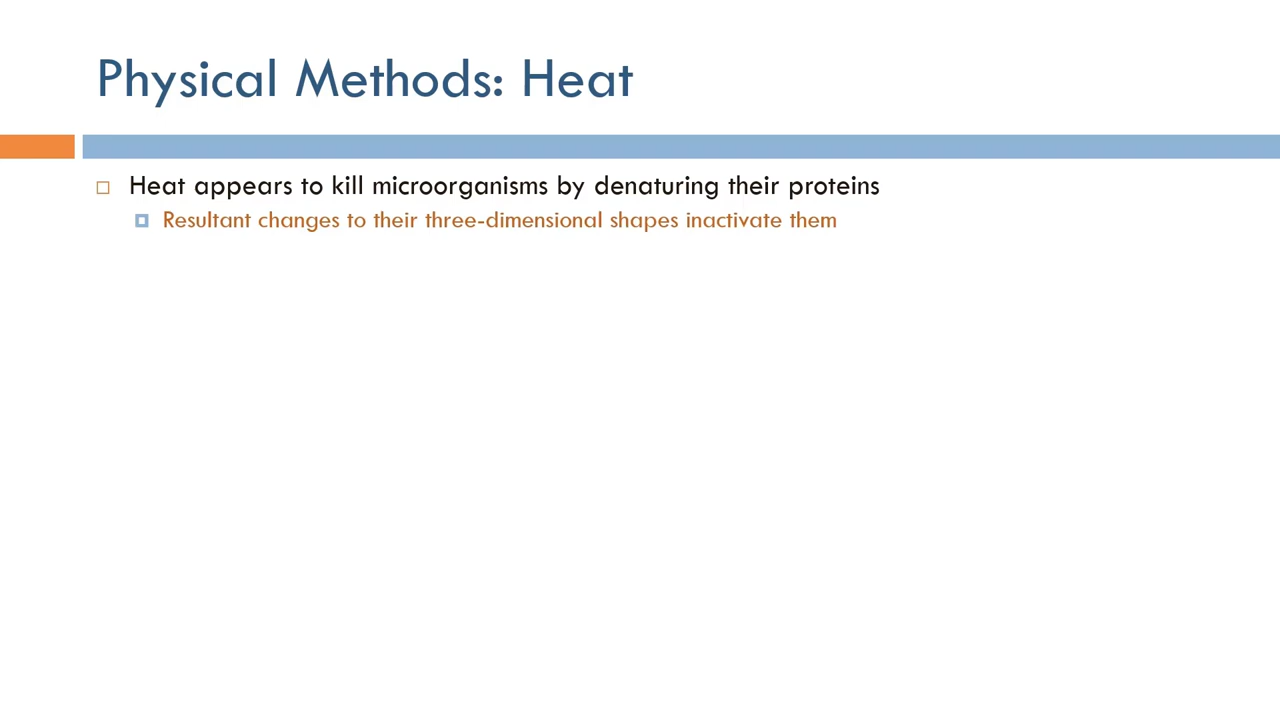 Physical Methods: Heat
Heat appears to kill microorganisms by denaturing their proteins
Resultant changes to their three-dimensional shapes inactivate them